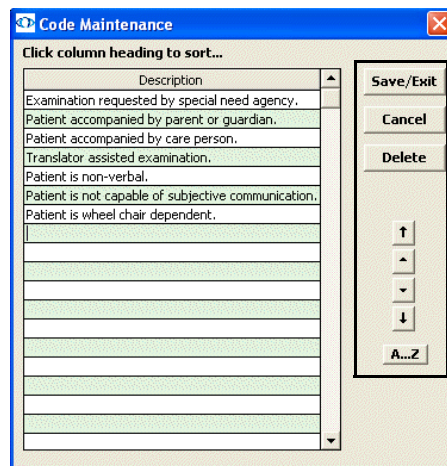 Code Maintenance
Click column heading to sort...
Description
Examination requested by special need agency.
Patient accompanied by parent or guardian.
Patient accompanied by care person.
Translator assisted examination.
Patient is non-verbal.
Patient is not capable of subjective communication.
Patient is wheel chair dependent.
Save/Exit
Cancel
Delete
A...Z